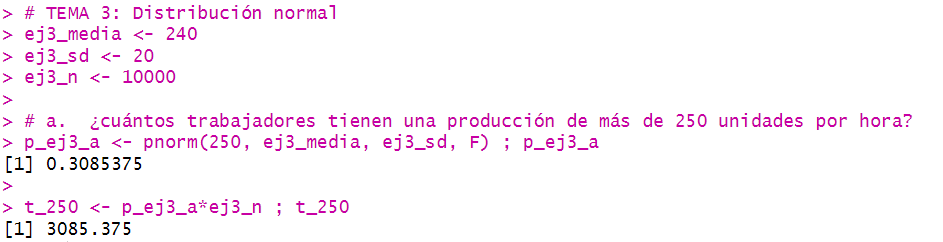 > # TEMA 3: Distribución normal
> ej3_media <- 240
> ej3_sd <- 20
> ej3_n <- 10000
>
> # a.  ¿cuántos trabajadores tienen una producción de más de 250 unidades por hora?
> p_ej3_a <- pnorm(250, ej3_media, ej3_sd, F) ; p_ej3_a
[1] 0.3085375
>
> t_250 <- p_ej3_a*ej3_n ; t_250
[1] 3085.375